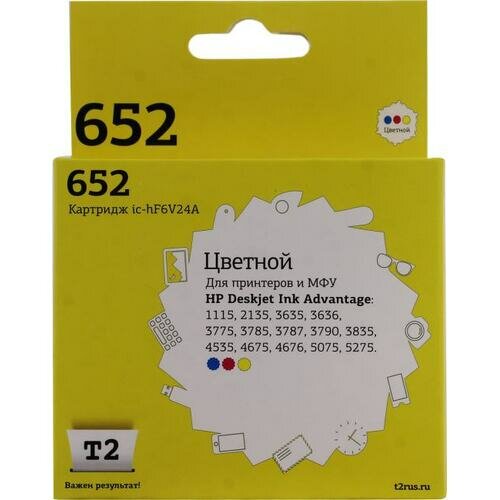 652
Цветной
652
Картридж ic-hF6V24A
Цветной
Для принтеров и МФУ
HP Deskjet Ink Advantage:
1115, 2135, 3635, 3636,
3775, 3785, 3787, 3790, 3835,
4535, 4675, 4676, 5075, 5275.
T2
Важен результат!
t2rus.ru